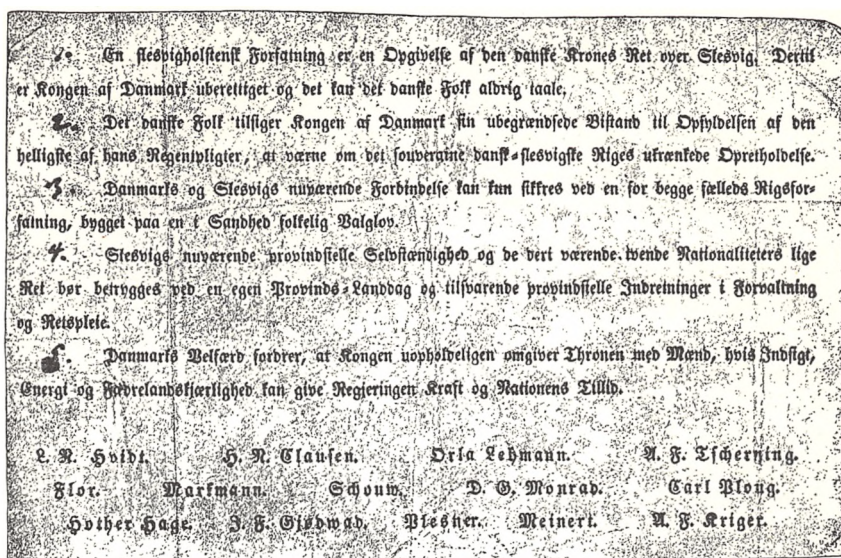 1. En slesvigholstensk Forfatning er en Opgivelse af den danske Krones Ret over Slesvig. Dertil
er Kongen af Danmark uberettiget og det kan det danske Folk aldrig taale.
2. Det danske Folk tilsiger Kongen af Danmark sin ubegrændsede Bistand til Opfyldelsen af den
helligste af hans Regentpligter, at værne om det souveraine dansk-slesvigske Riges ukrænkede Opretholdelse.
3. Danmarks og Slesvigs nuværende Forbindelse kan kun sikkres ved en for begge fælleds Rigsfor-
fatning, bygget paa en i Sandhed folkelig Valglov.
4. Slesvigs nuværende provindsielle Selvstændighed og de deri værende tvende Nationaliteters lige
Ret bør betrygges ved en egen Provinds-Landdag og tilsvarende provindsielle Indretninger i Forvaltning
og Retspleie.
5. Danmarks Velfærd fordrer, at Kongen uopholdeligen omgiver Thronen med Mænd, hvis Indsigt,
Energi og Fædrelandskjærlighed kan give Regjeringen Kraft og Nationens Tillid.
L. N. Hvidt. H. N. Clausen. Orla Lehmann. A. F. Tscherning.
Flor. Markmann. Schouw. D. G. Monrad. Carl Ploug.
Hother Hage. J. F. Gjødwad. Plesner. Meinert. A. F. Kriger.